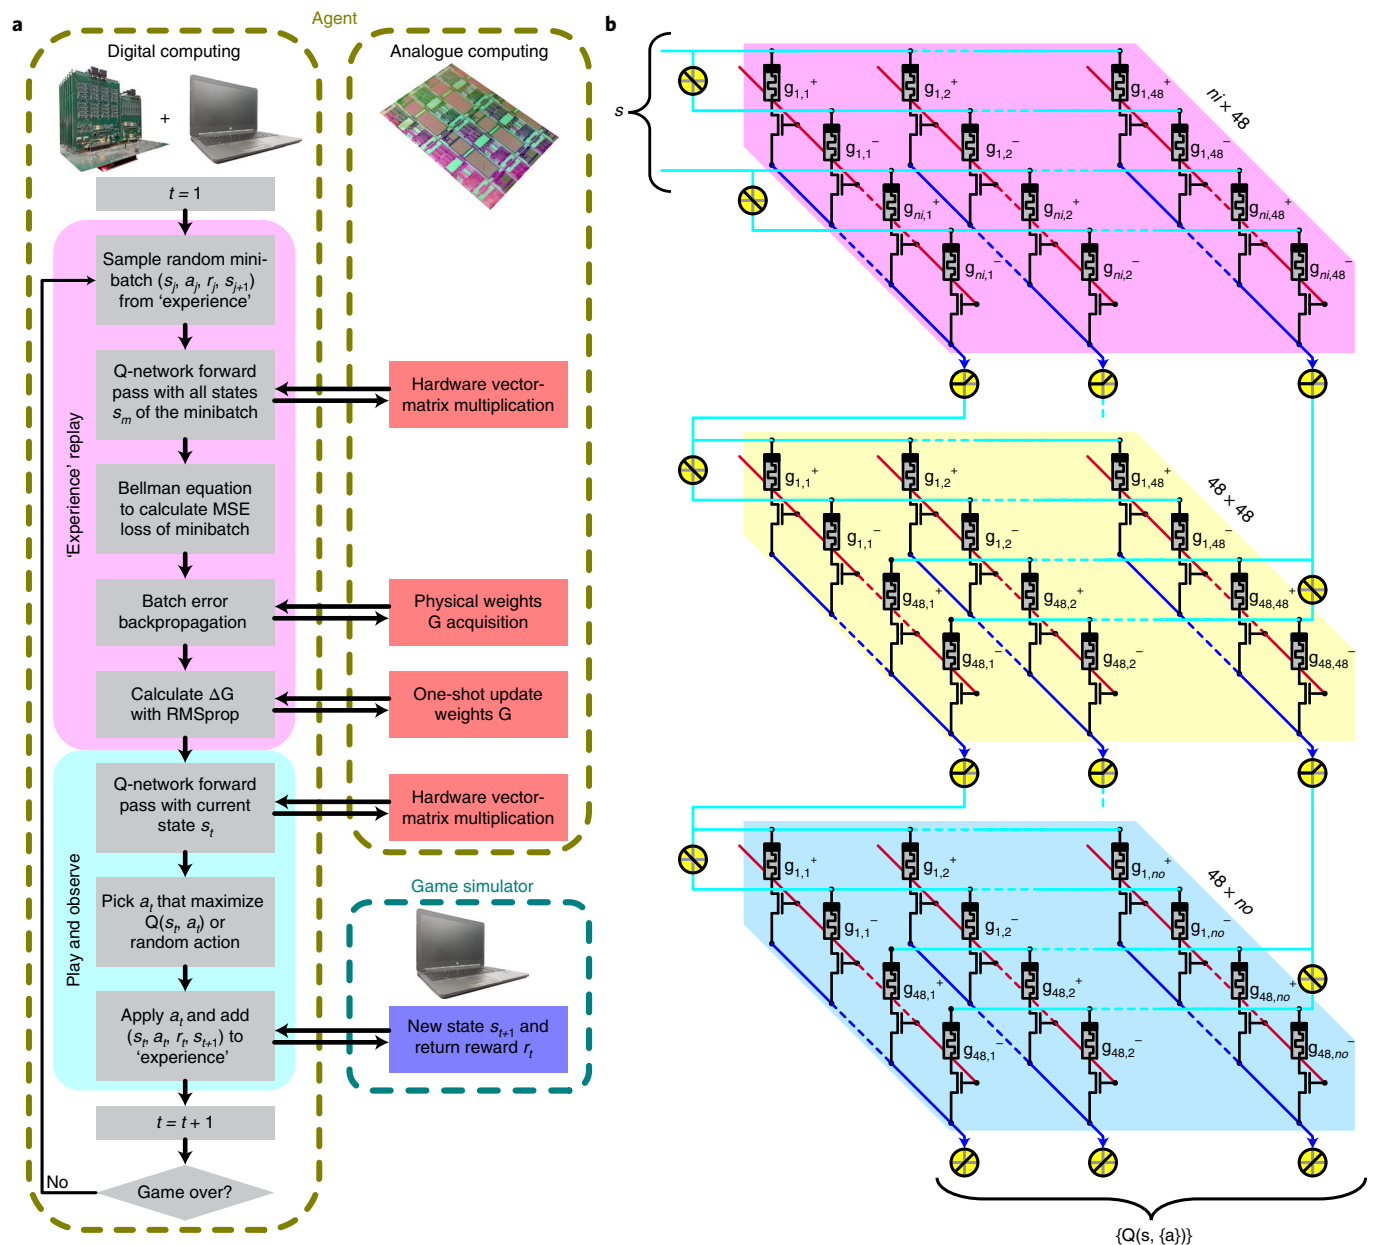 a
Agent
Digital computing
+
Analogue computing
t = 1
Sample random mini-
batch (sj, aj, rj, sj+1)
from ‘experience’
Q-network forward
pass with all states
sm of the minibatch
Hardware vector-
matrix multiplication
Bellman equation
to calculate MSE
loss of minibatch
Batch error
backpropagation
Physical weights
G acquisition
Calculate ΔG
with RMSprop
One-shot update
weights G
‘Experience’ replay
Q-network forward
pass with current
state st
Hardware vector-
matrix multiplication
Pick at that maximize
Q(st, at) or
random action
Game simulator
Apply at and add
(st, at, rt, st+1) to
‘experience’
New state st+1 and
return reward rt
Play and observe
t = t + 1
Game over?
No
b
s
ni × 48
g1,1+ g1,2+ g1,48+
g1,1− g1,2− g1,48−
gni,1+ gni,2+ gni,48+
gni,1− gni,2− gni,48−
48 × 48
g1,1+ g1,2+ g1,48+
g1,1− g1,2− g1,48−
g48,1+ g48,2+ g48,48+
g48,1− g48,2− g48,48−
48 × no
g1,1+ g1,2+ g1,no+
g1,1− g1,2− g1,no−
g48,1+ g48,2+ g48,no+
g48,1− g48,2− g48,no−
{Q(s, {a})}